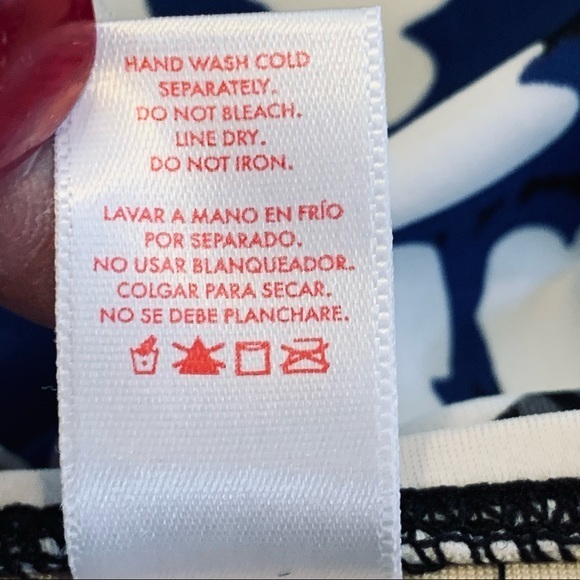 HAND WASH COLD
SEPARATELY.
DO NOT BLEACH.
LINE DRY.
DO NOT IRON.
LAVAR A MANO EN FRÍO
POR SEPARADO.
NO USAR BLANQUEADOR.
COLGAR PARA SECAR.
NO SE DEBE PLANCHARE.